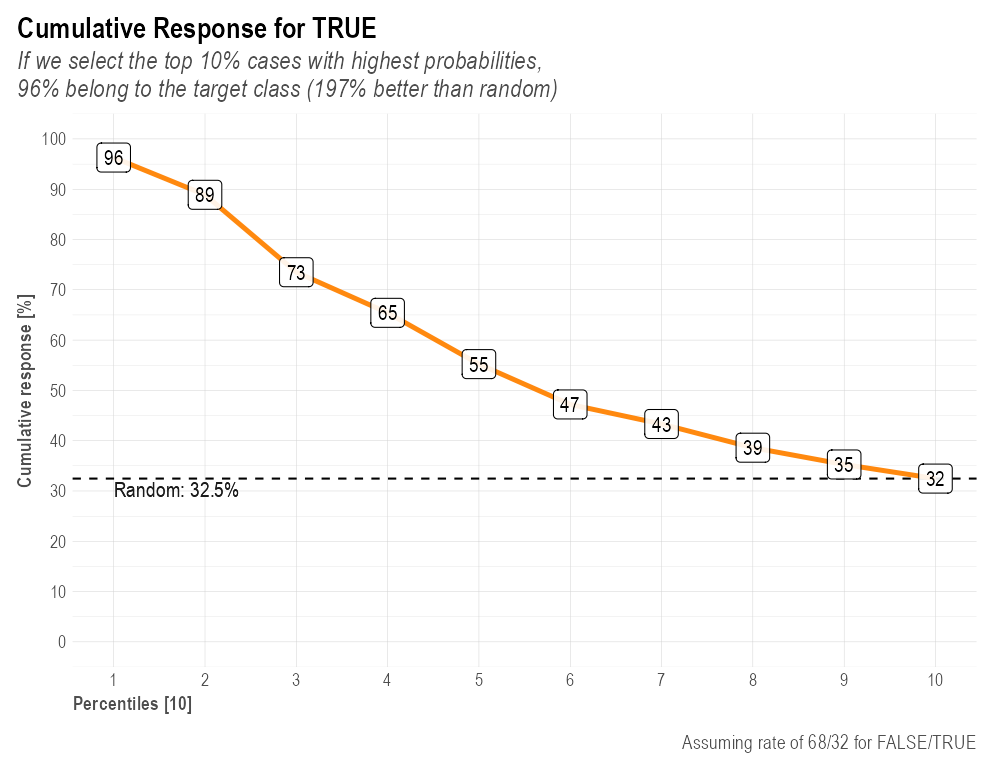 Cumulative Response for TRUE
If we select the top 10% cases with highest probabilities,
96% belong to the target class (197% better than random)
Cumulative response [%]
100
90
80
70
60
50
40
30
20
10
0
96
89
73
65
55
47
43
39
35
32
Random: 32.5%
1 2 3 4 5 6 7 8 9 10
Percentiles [10]
Assuming rate of 68/32 for FALSE/TRUE